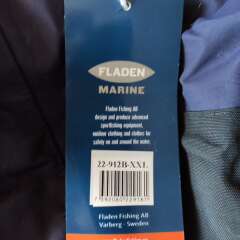 FLADEN
MARINE
Fladen Fishing AB
design and produce advanced
sportfishing equipment,
outdoor clothing and clothes for
safety on and around the water.
22-912B-XXL
Fladen Fishing AB
Varberg - Sweden